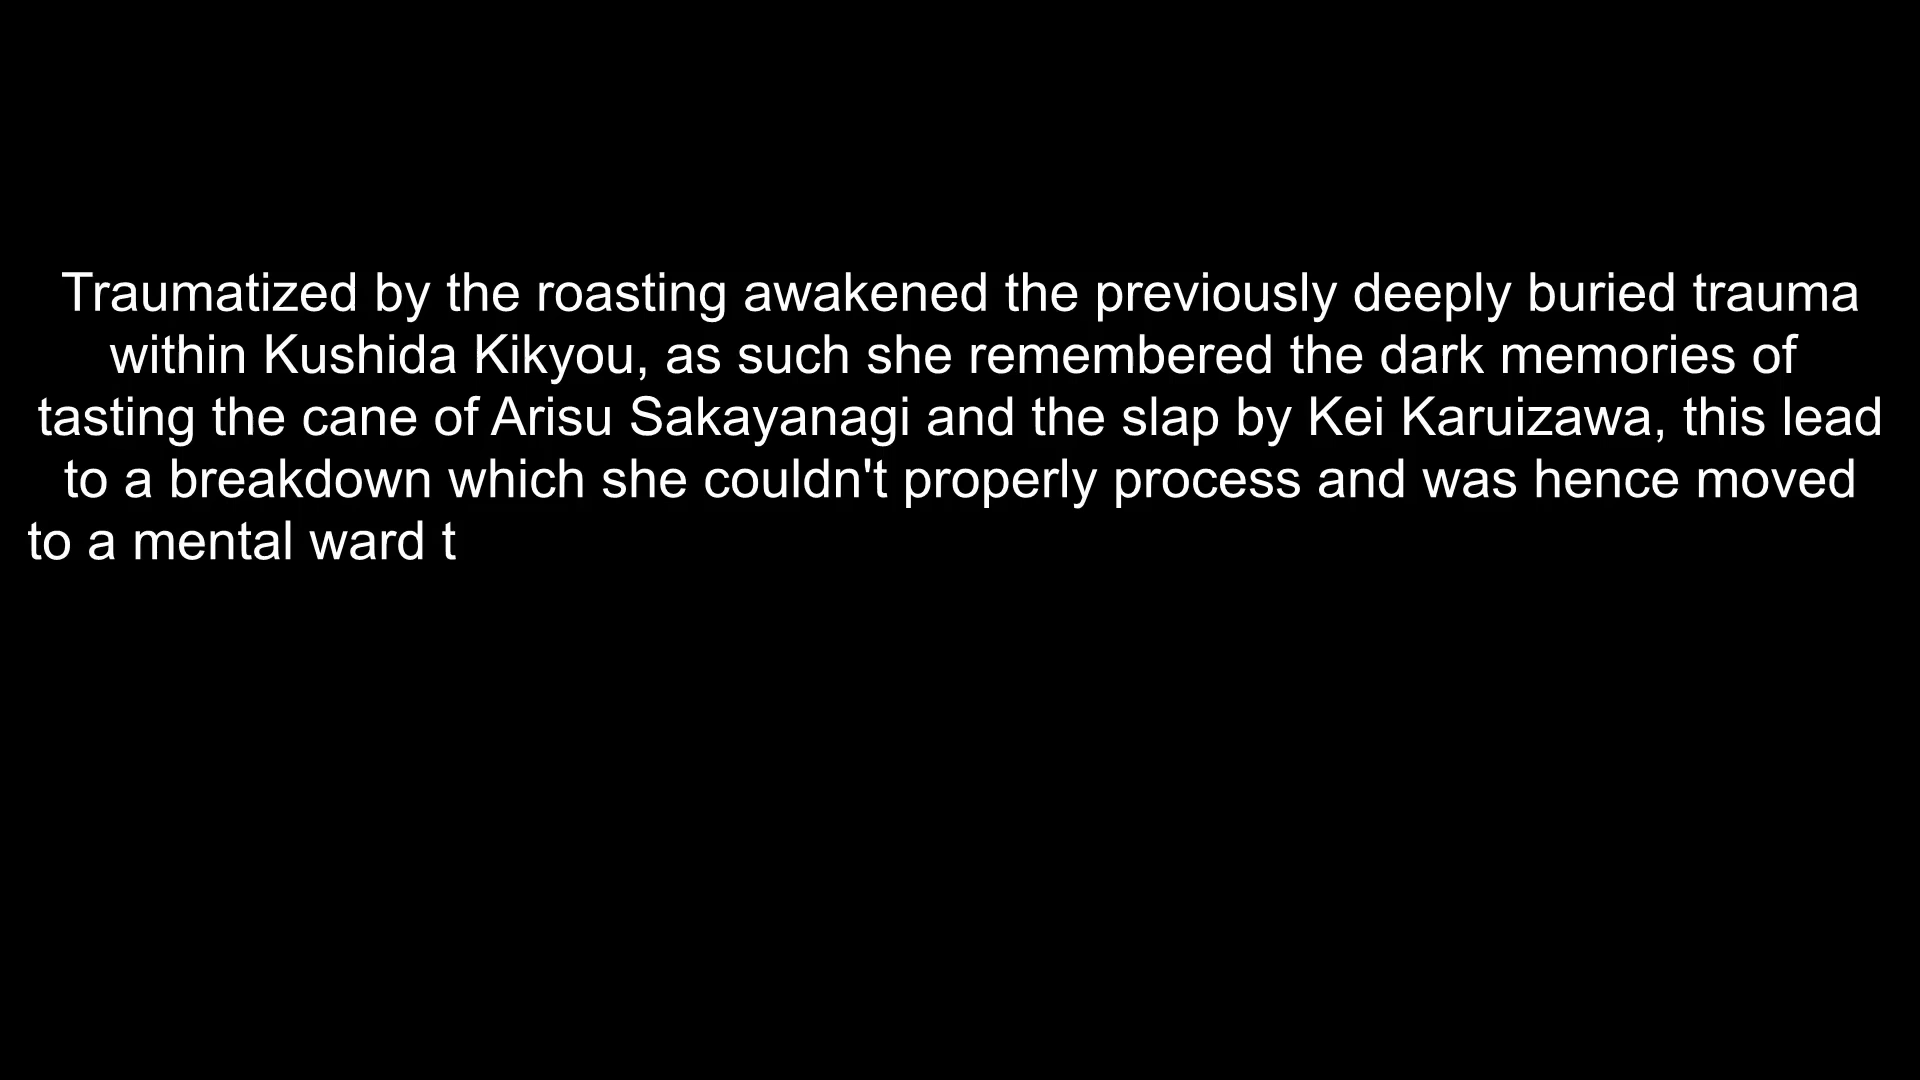 Traumatized by the roasting awakened the previously deeply buried trauma
within Kushida Kikyou, as such she remembered the dark memories of
tasting the cane of Arisu Sakayanagi and the slap by Kei Karuizawa, this lead
to a breakdown which she couldn't properly process and was hence moved
to a mental ward t